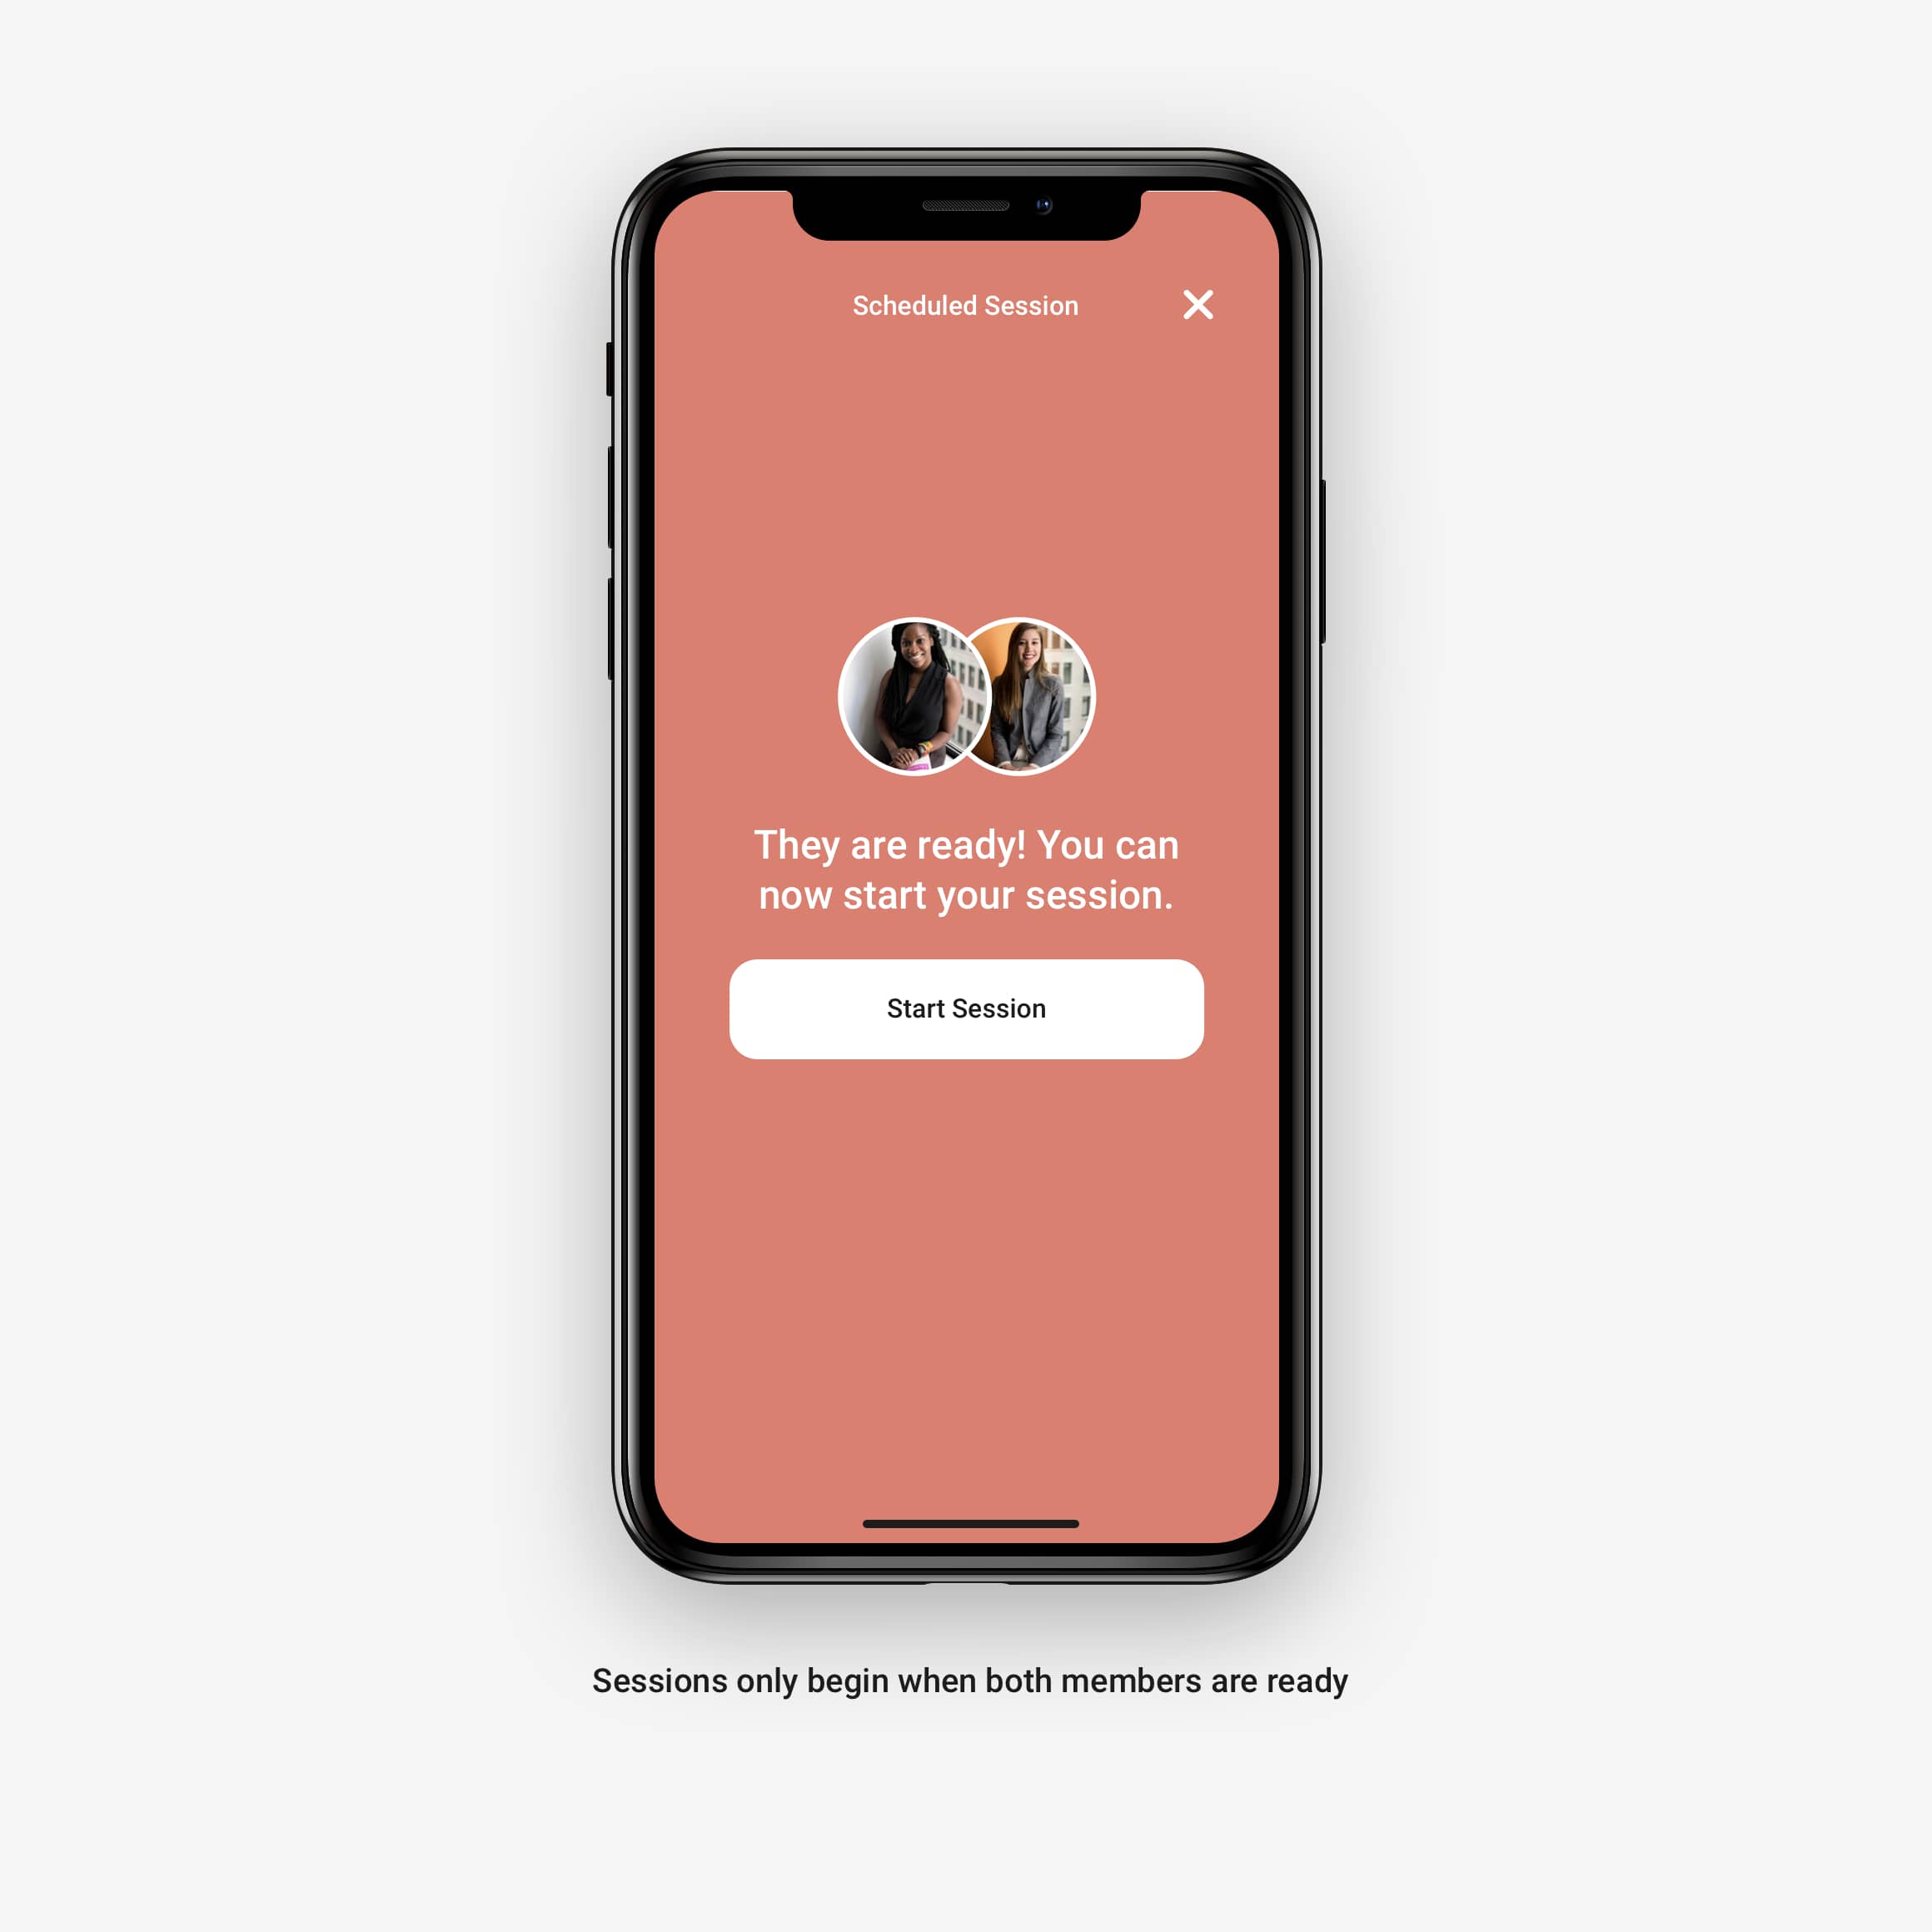 Scheduled Session
They are ready! You can
now start your session.
Start Session
Sessions only begin when both members are ready